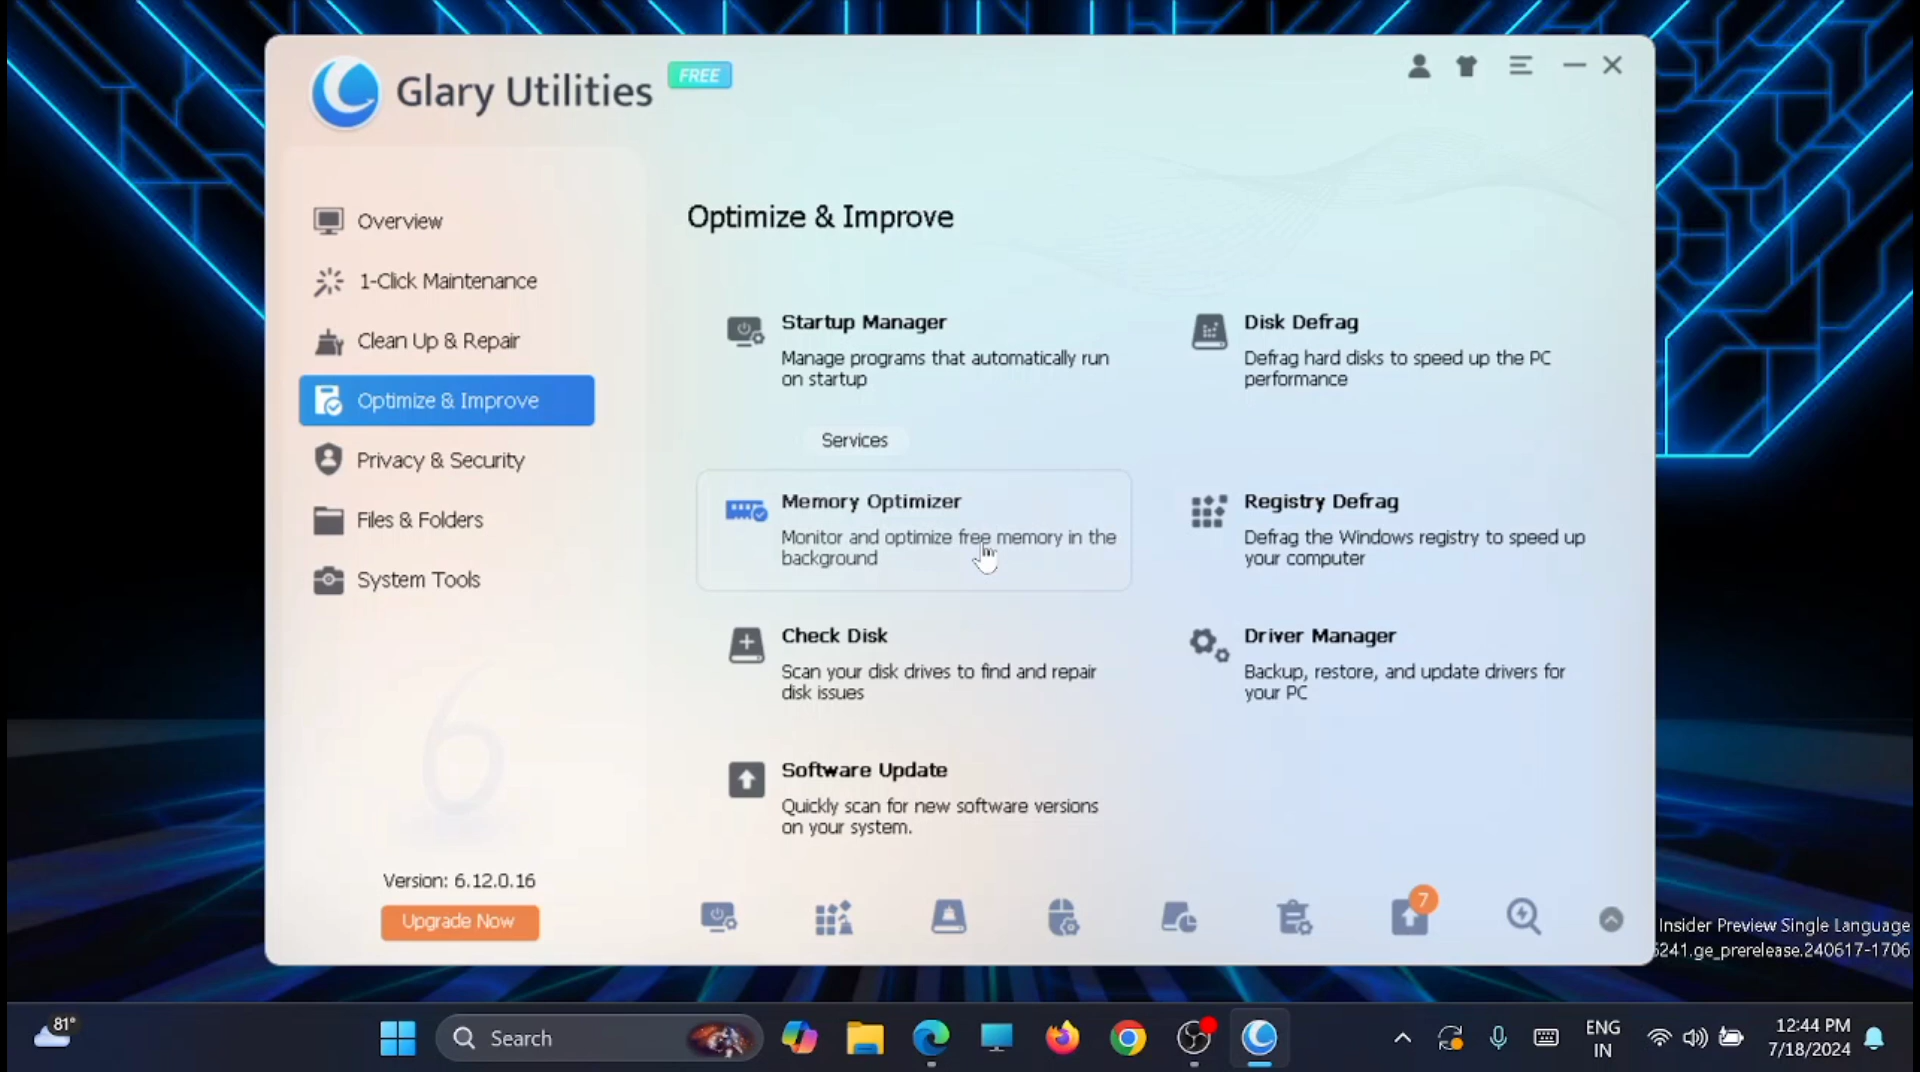 Glary Utilities
FREE
Overview
1-Click Maintenance
Clean Up & Repair
Optimize & Improve
Privacy & Security
Files & Folders
System Tools
6
Version: 6.12.0.16
Upgrade Now
Optimize & Improve
Startup Manager
Manage programs that automatically run
on startup
Services
Disk Defrag
Defrag hard disks to speed up the PC
performance
Memory Optimizer
Monitor and optimize free memory in the
background
Registry Defrag
Defrag the Windows registry to speed up
your computer
Check Disk
Scan your disk drives to find and repair
disk issues
Driver Manager
Backup, restore, and update drivers for
your PC
Software Update
Quickly scan for new software versions
on your system.
7
Insider Preview Single Language
241.ge_prerelease.240617-1706
81°
Search
ENG
IN
12:44 PM
7/18/2024